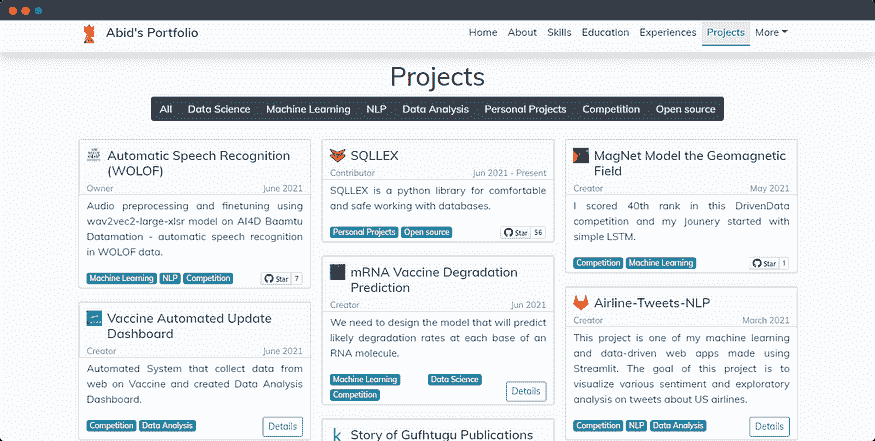 Abid's Portfolio
Home About Skills Education Experiences Projects More
Projects
All Data Science Machine Learning NLP Data Analysis Personal Projects Competition Open source
Automatic Speech Recognition
(WOLOF)
Owner June 2021
Audio preprocessing and finetuning using
wav2vec2-large-xlsr model on AI4D Baamtu
Datamation - automatic speech recognition
in WOLOF data.
Machine Learning NLP Competition Star 7
Vaccine Automated Update
Dashboard
Creator June 2021
Automated System that collect data from
web on Vaccine and created Data Analysis
Dashboard.
Competition Data Analysis Details
SQLLEX
Contributor Jun 2021 - Present
SQLLEX is a python library for comfortable
and safe working with databases.
Personal Projects Open source Star 56
mRNA Vaccine Degradation
Prediction
Creator Jun 2021
We need to design the model that will predict
likely degradation rates at each base of an
RNA molecule.
Machine Learning Data Science
Competition Details
Story of Gufhtugu Publications
MagNet Model the Geomagnetic
Field
Creator May 2021
I scored 40th rank in this DrivenData
competition and my Jounery started with
simple LSTM.
Competition Machine Learning Star 1
Airline-Tweets-NLP
Creator March 2021
This project is one of my machine learning
and data-driven web apps made using
Streamlit. The goal of this project is to
visualize various sentiment and exploratory
analysis on tweets about US airlines.
Competition NLP Data Analysis Details